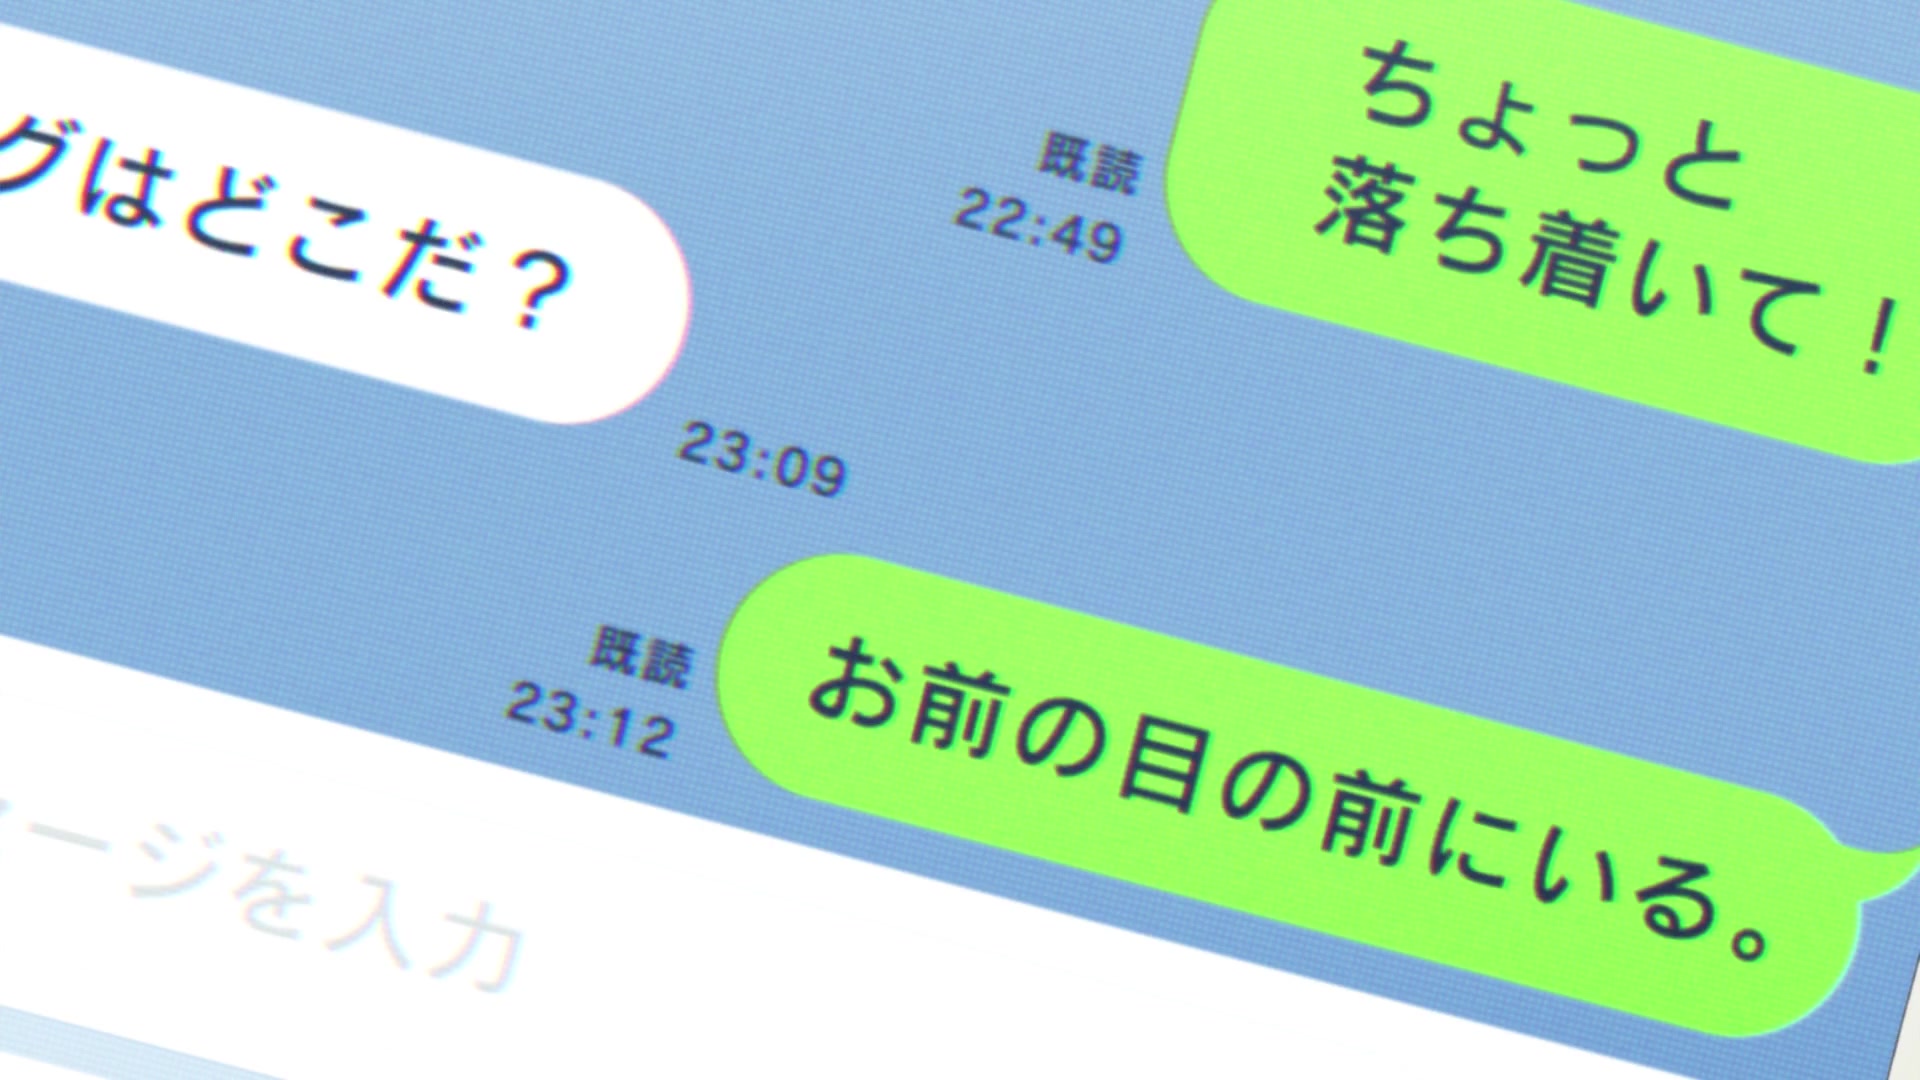 ちょっと
落ち着いて！
既読
22:49
グはどこだ？
23:09
お前の目の前にいる。
既読
23:12
ージを入力